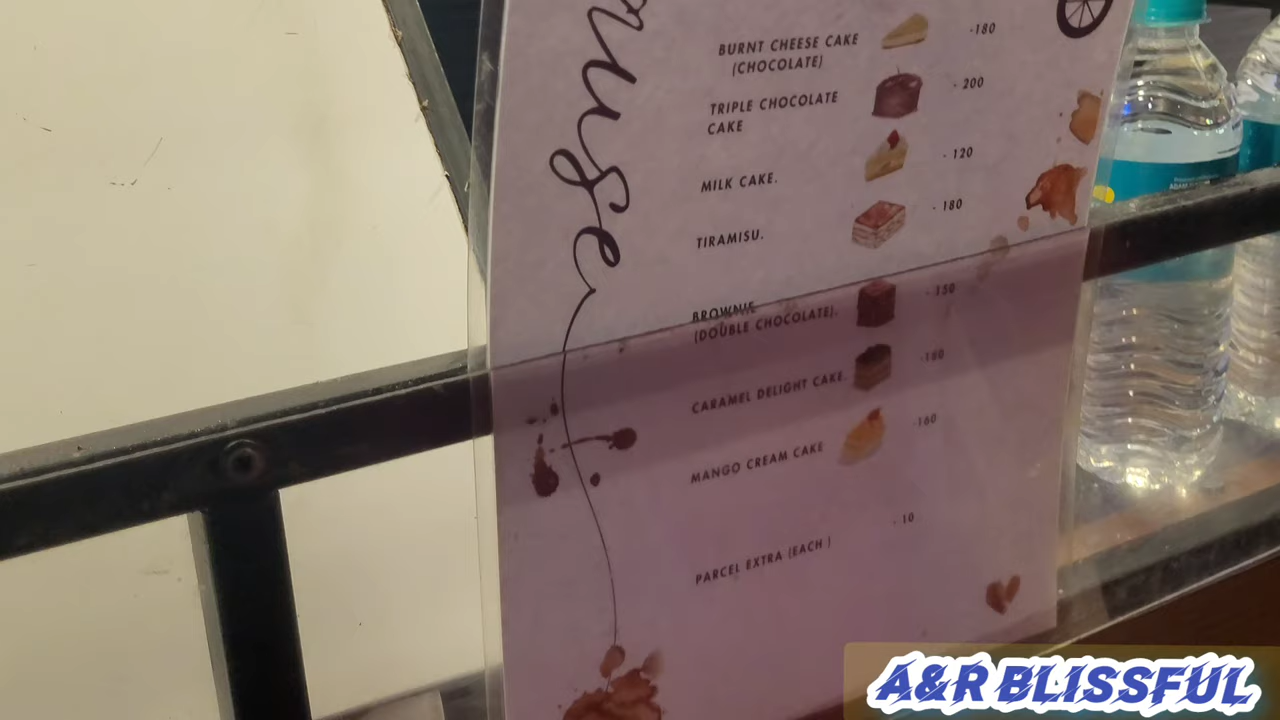 BURNT CHEESE CAKE -180
(CHOCOLATE)
TRIPLE CHOCOLATE - 200
CAKE
MILK CAKE. - 120
TIRAMISU. - 180
BROWNIE - 150
(DOUBLE CHOCOLATE).
CARAMEL DELIGHT CAKE. -180
MANGO CREAM CAKE -160
PARCEL EXTRA (EACH ) - 10
A&R BLISSFUL